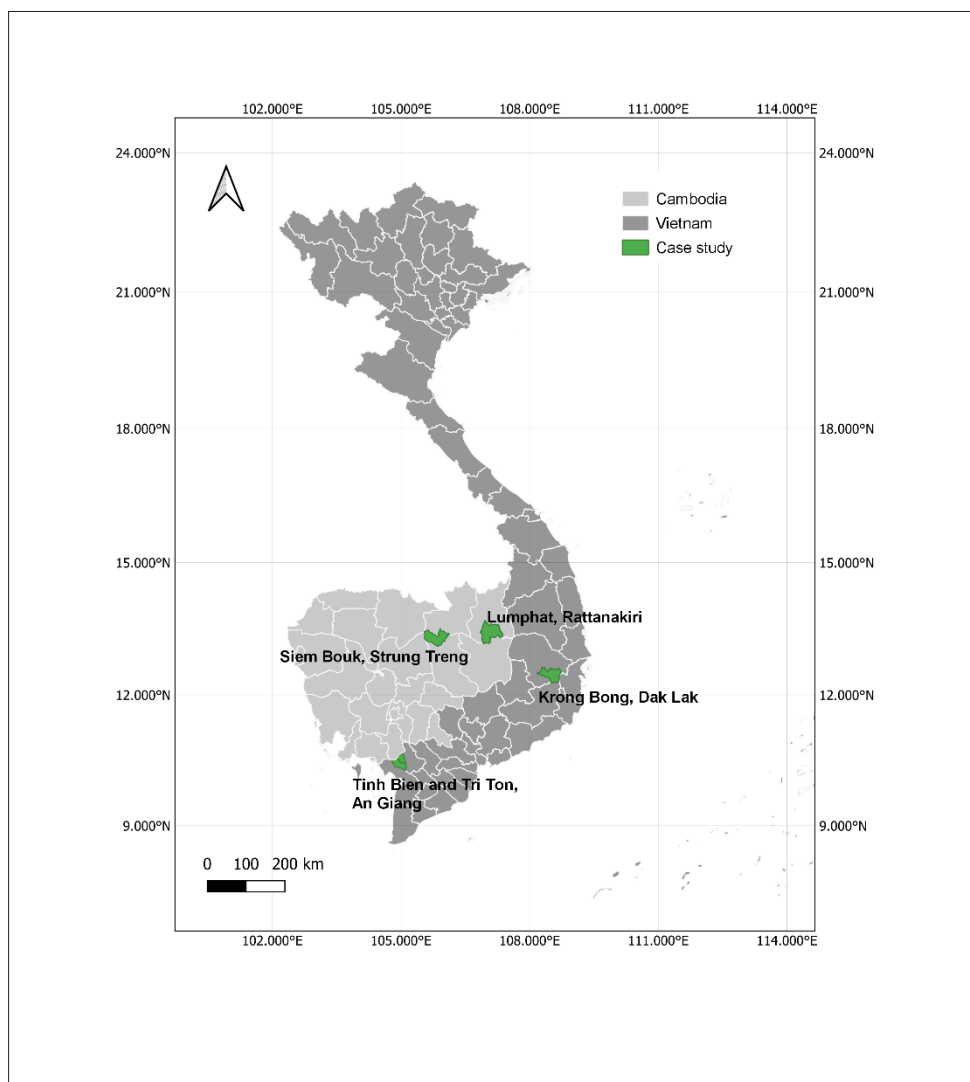 102.000°E 105.000°E 108.000°E 111.000°E 114.000°E
24.000°N 24.000°N
Cambodia
Vietnam
Case study
21.000°N 21.000°N
18.000°N 18.000°N
15.000°N 15.000°N
Lumphat, Rattanakiri
Siem Bouk, Strung Treng
12.000°N 12.000°N
Krong Bong, Dak Lak
Tinh Bien and Tri Ton,
An Giang
9.000°N 9.000°N
0 100 200 km
102.000°E 105.000°E 108.000°E 111.000°E 114.000°E